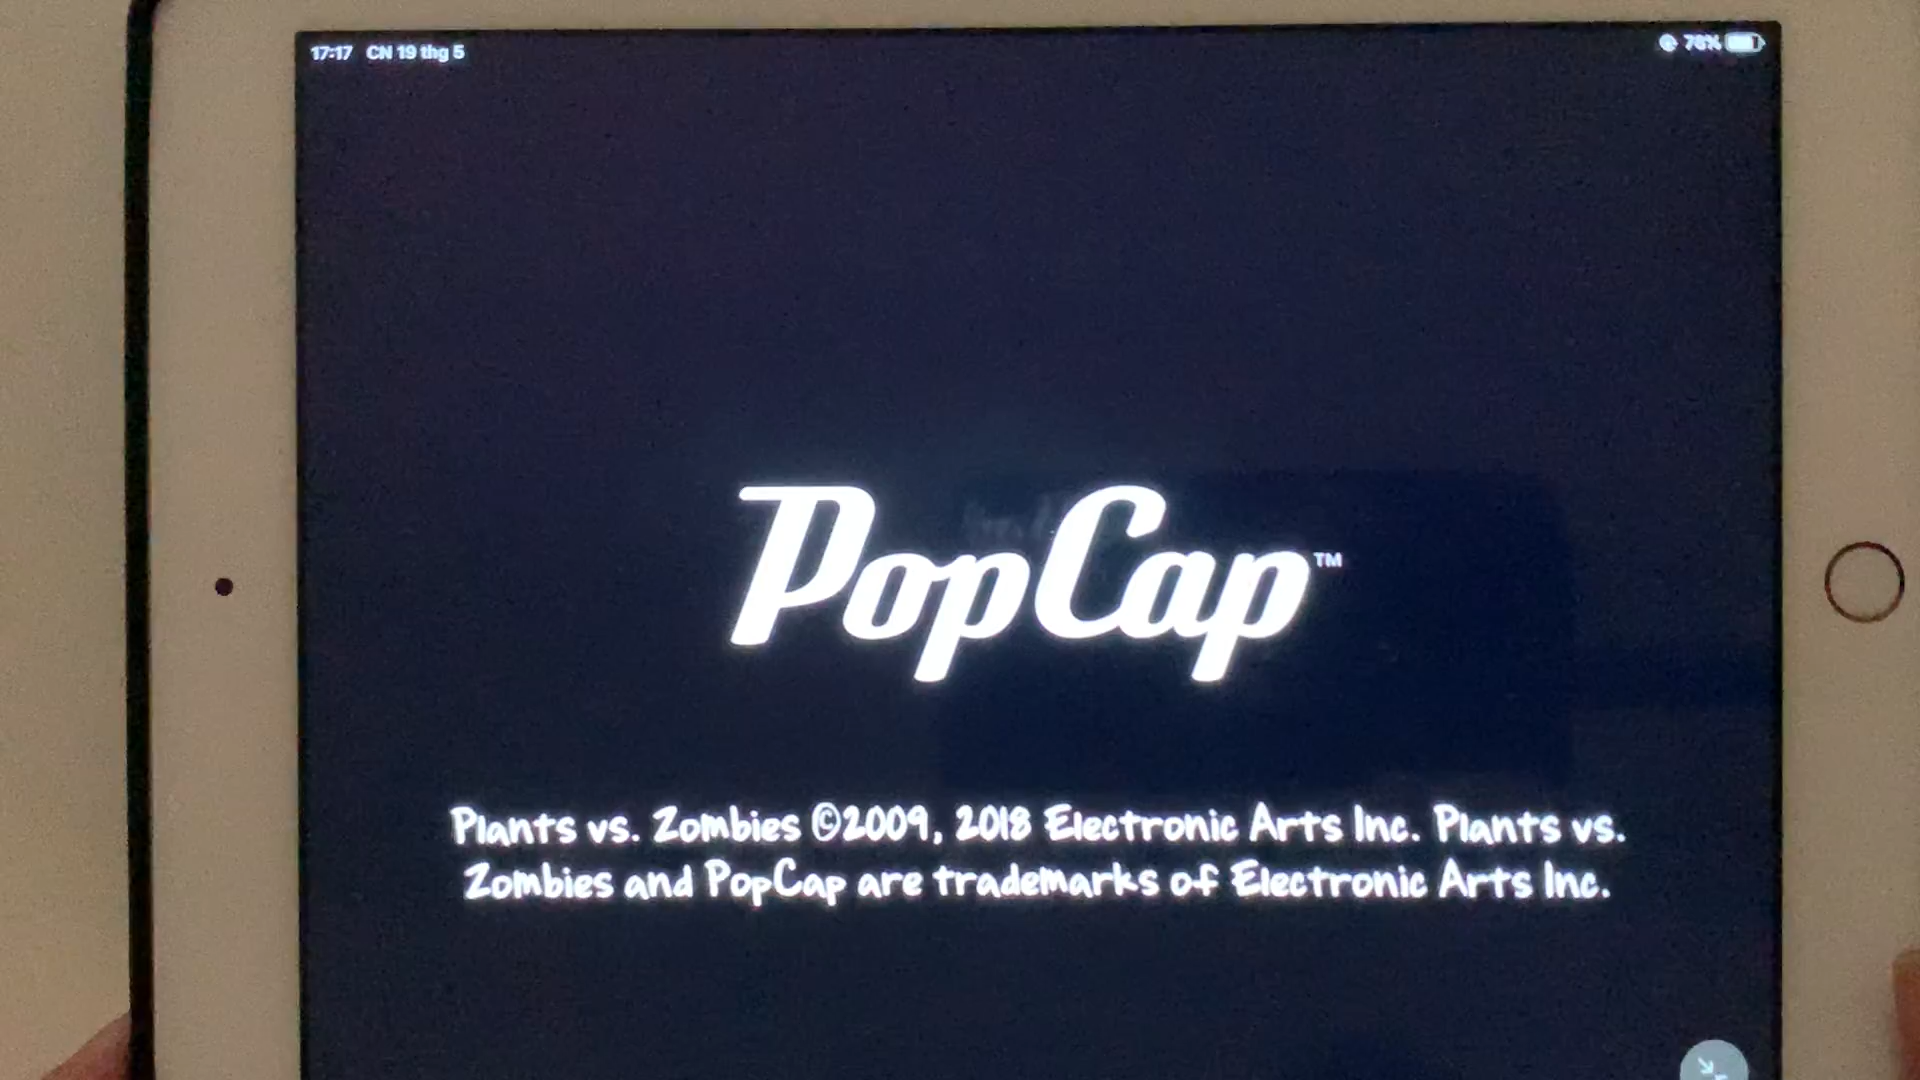 17:17 CN 19 thg 5
76%
PopCap™
Plants vs. Zombies ©2009, 2018 Electronic Arts Inc. Plants vs.
Zombies and PopCap are trademarks of Electronic Arts Inc.